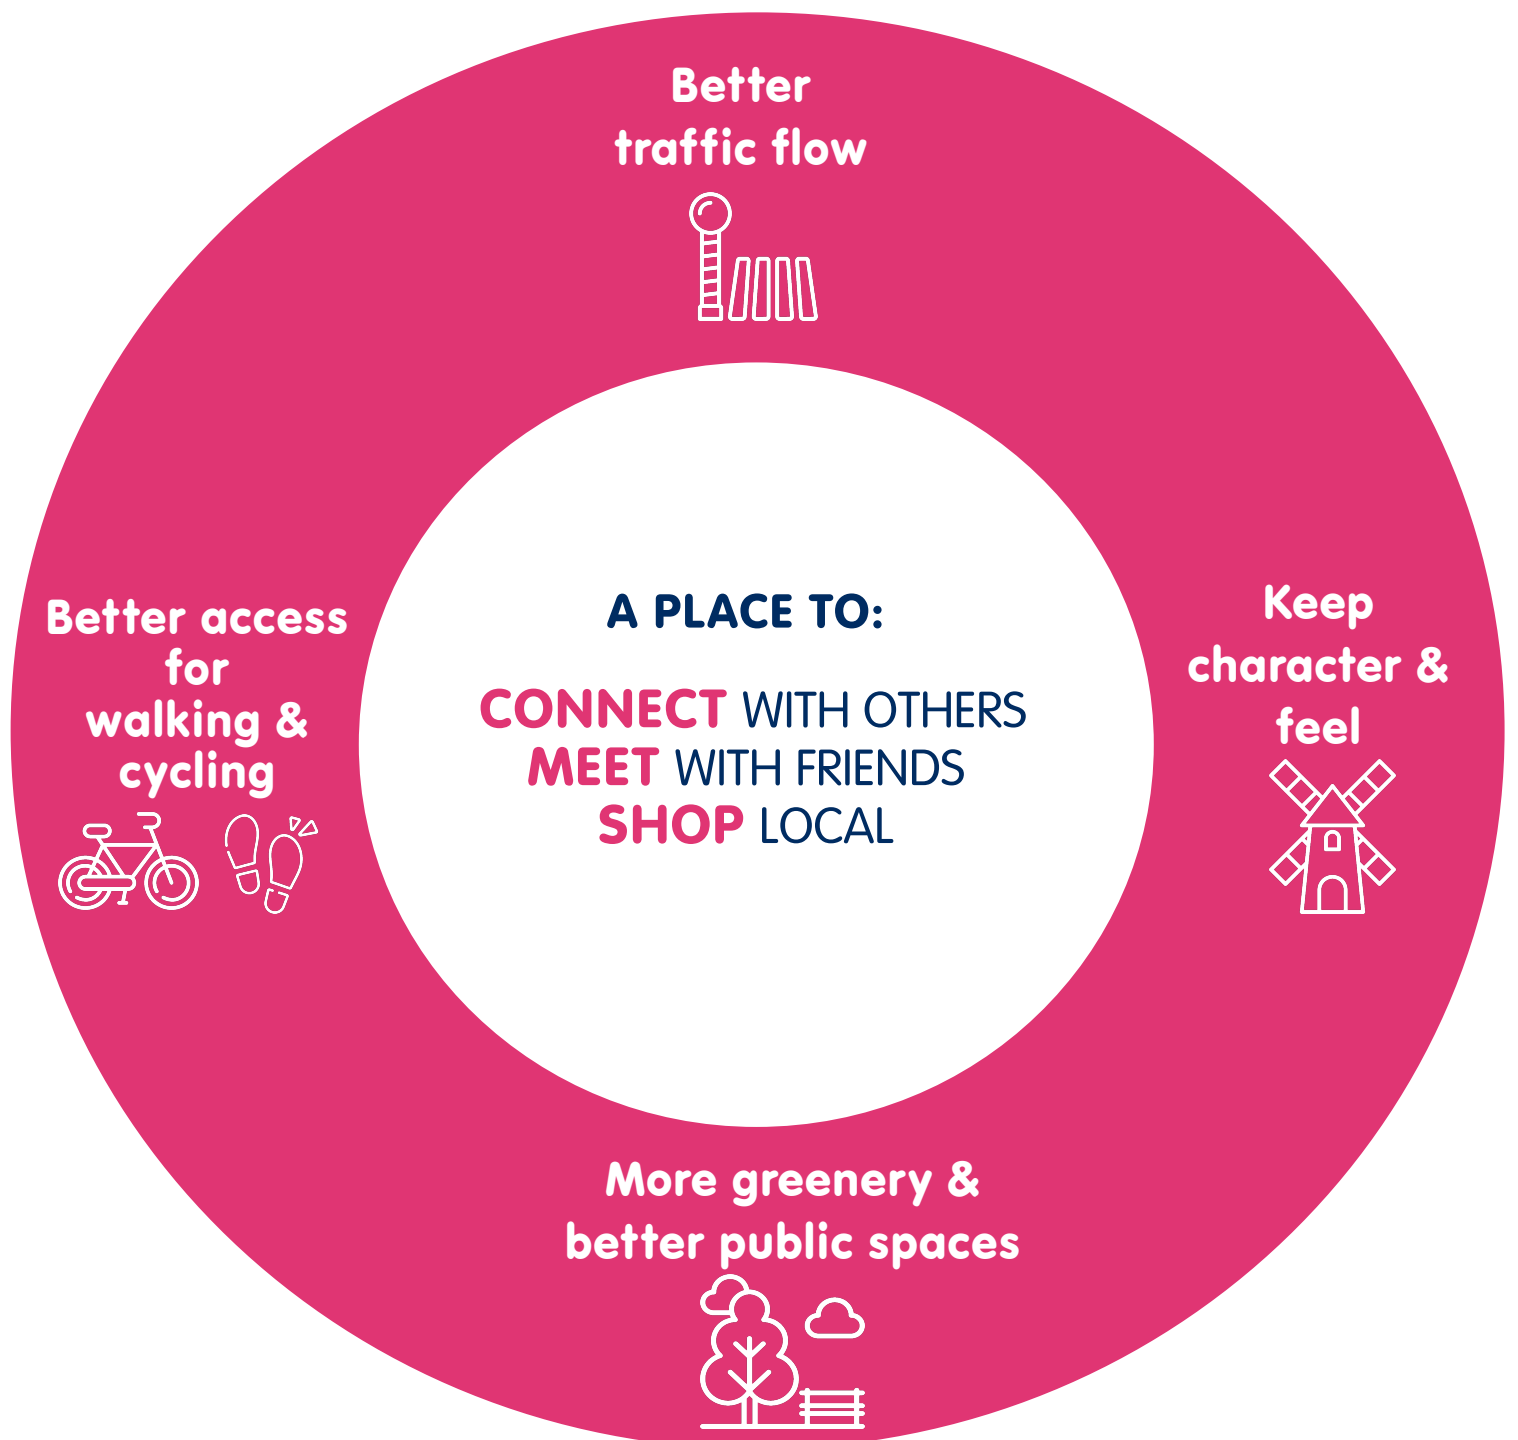 Better
traffic flow
Better access
for
walking &
cycling
A PLACE TO:
CONNECT WITH OTHERS
MEET WITH FRIENDS
SHOP LOCAL
Keep
character &
feel
More greenery &
better public spaces